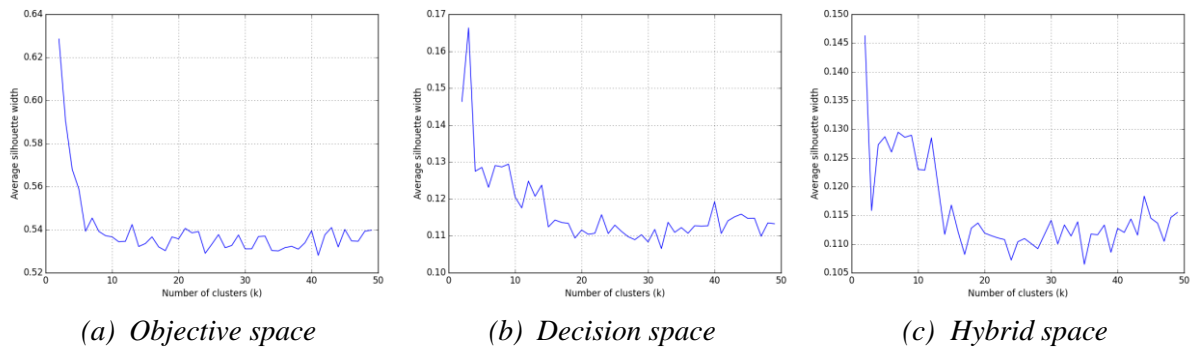 0.64
0.62
0.60
0.58
0.56
0.54
0.52
Average silhouette width
0 10 20 30 40 50
Number of clusters (k)
(a) Objective space
0.17
0.16
0.15
0.14
0.13
0.12
0.11
0.10
Average silhouette width
0 10 20 30 40 50
Number of clusters (k)
(b) Decision space
0.150
0.145
0.140
0.135
0.130
0.125
0.120
0.115
0.110
0.105
Average silhouette width
0 10 20 30 40 50
Number of clusters (k)
(c) Hybrid space